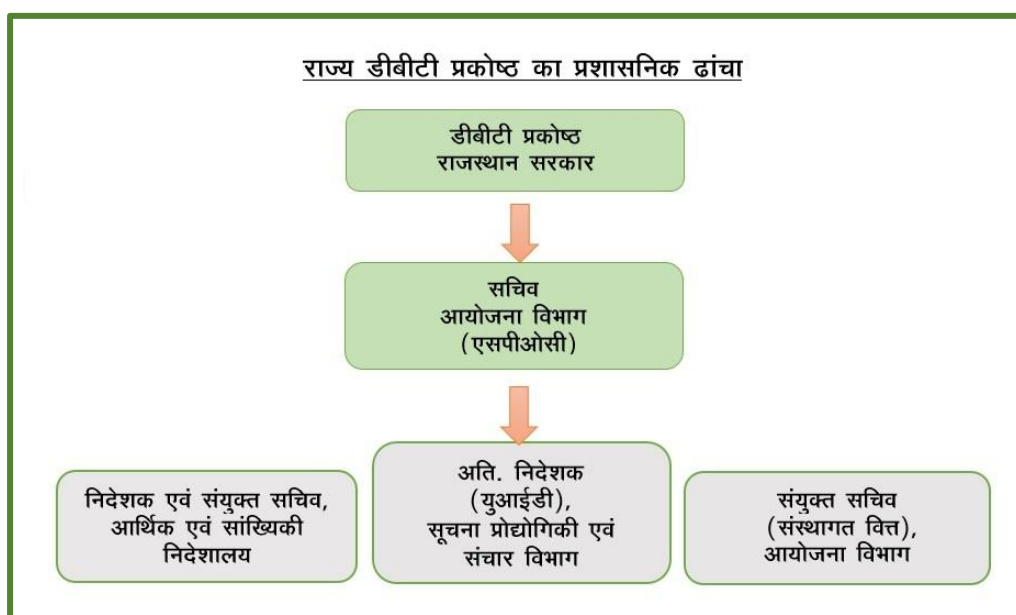 राज्य डीबीटी प्रकोष्ठ का प्रशासनिक ढांचा
डीबीटी प्रकोष्ठ
राजस्थान सरकार
सचिव
आयोजना विभाग
(एसपीओसी)
निदेशक एवं संयुक्त सचिव,
आर्थिक एवं सांख्यिकी
निदेशालय
अति. निदेशक
(युआईडी),
सूचना प्रोद्योगिकी एवं
संचार विभाग
संयुक्त सचिव
(संस्थागत वित्त),
आयोजना विभाग